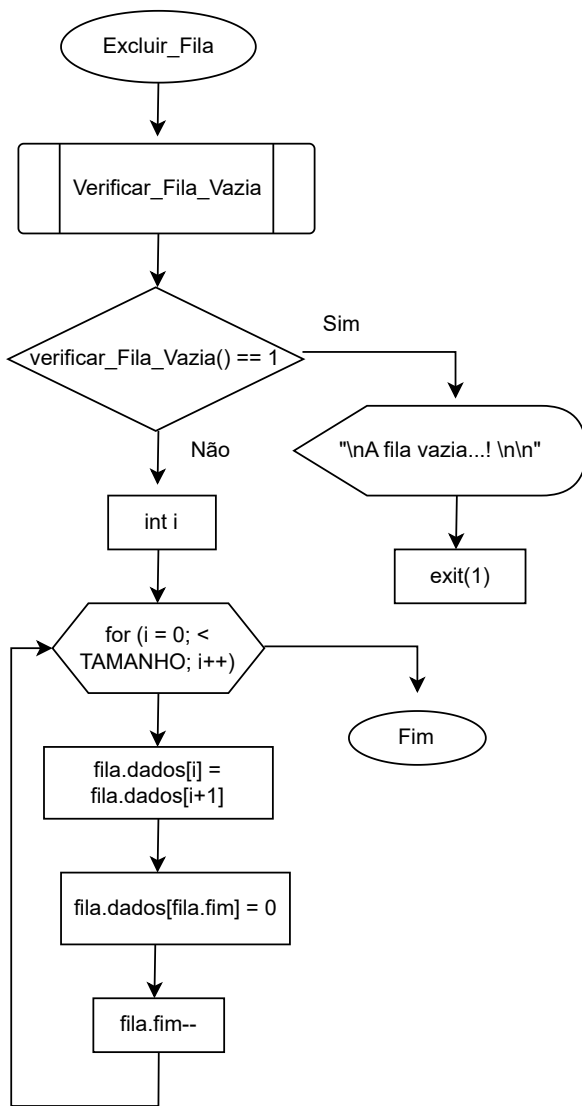 Excluir_Fila
Verificar_Fila_Vazia
verificar_Fila_Vazia() == 1
Sim
"\nA fila vazia...! \n\n"
exit(1)
Não
int i
for (i = 0; <
TAMANHO; i++)
Fim
fila.dados[i] =
fila.dados[i+1]
fila.dados[fila.fim] = 0
fila.fim--